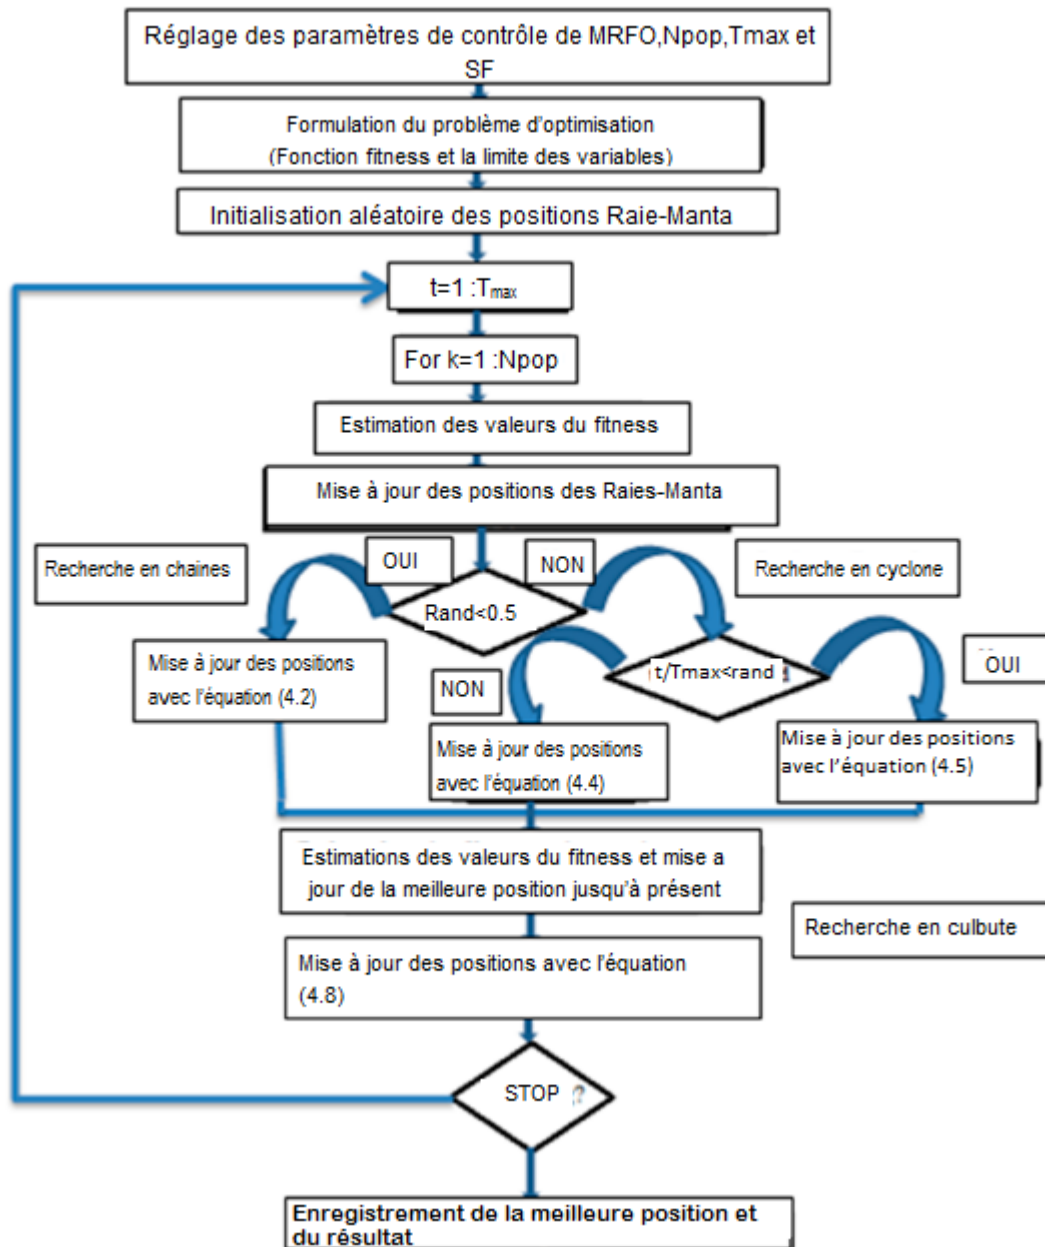 Réglage des paramètres de contrôle de MRFO,Npop,Tmax et
SF
Formulation du problème d'optimisation
(Fonction fitness et la limite des variables)
Initialisation aléatoire des positions Raie-Manta
t=1 :Tmax
For k=1 :Npop
Estimation des valeurs du fitness
Mise à jour des positions des Raies-Manta
Recherche en chaines
OUI
NON
Recherche en cyclone
Rand<0.5
Mise à jour des positions
avec l'équation (4.2)
NON
t/Tmax<rand
OUI
Mise à jour des positions
avec l'équation (4.4)
Mise à jour des positions
avec l'équation (4.5)
Estimations des valeurs du fitness et mise a
jour de la meilleure position jusqu'à présent
Recherche en culbute
Mise à jour des positions avec l'équation
(4.8)
STOP ?
Enregistrement de la meilleure position et
du résultat